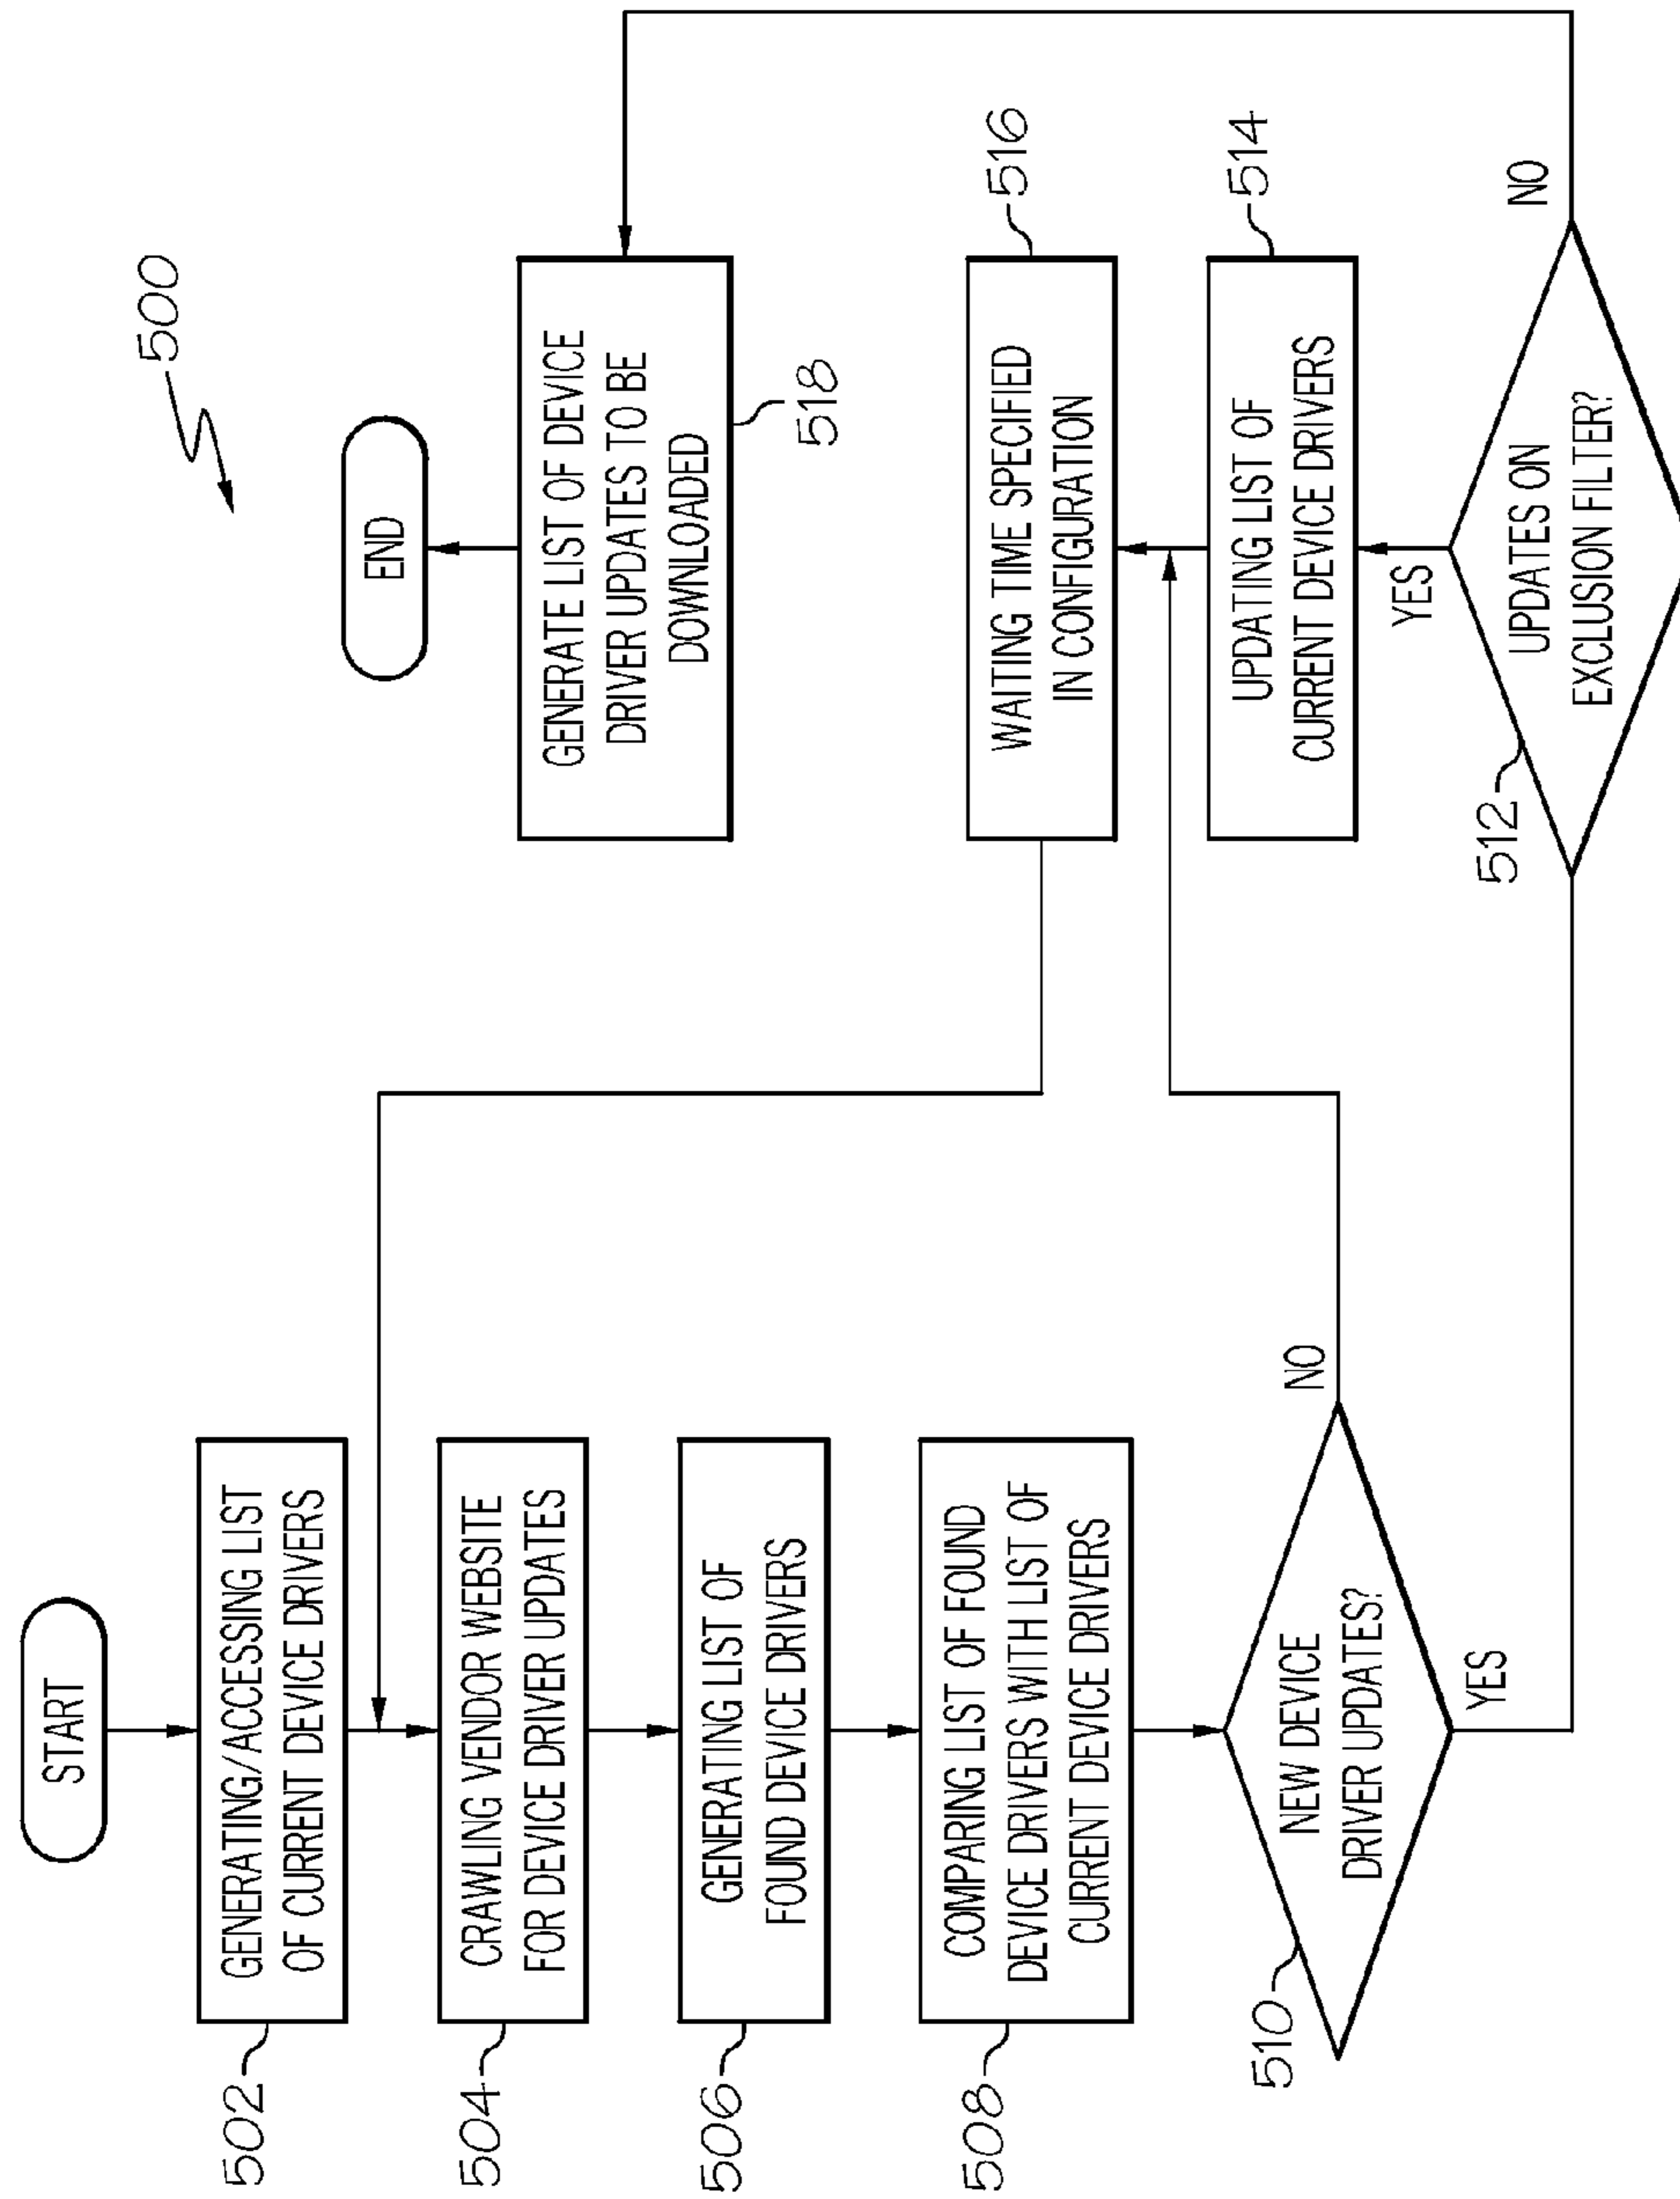 500
START
GENERATING/ACCESSING LIST
OF CURRENT DEVICE DRIVERS
502
CRAWLING VENDOR WEBSITE
FOR DEVICE DRIVER UPDATES
504
GENERATING LIST OF
FOUND DEVICE DRIVERS
506
COMPARING LIST OF FOUND
DEVICE DRIVERS WITH LIST OF
CURRENT DEVICE DRIVERS
508
NEW DEVICE
DRIVER UPDATES?
510
NO
YES
END
GENERATE LIST OF DEVICE
DRIVER UPDATES TO BE
DOWNLOADED
518
WAITING TIME SPECIFIED
IN CONFIGURATION
516
UPDATING LIST OF
CURRENT DEVICE DRIVERS
514
YES
UPDATES ON
EXCLUSION FILTER?
512
NO